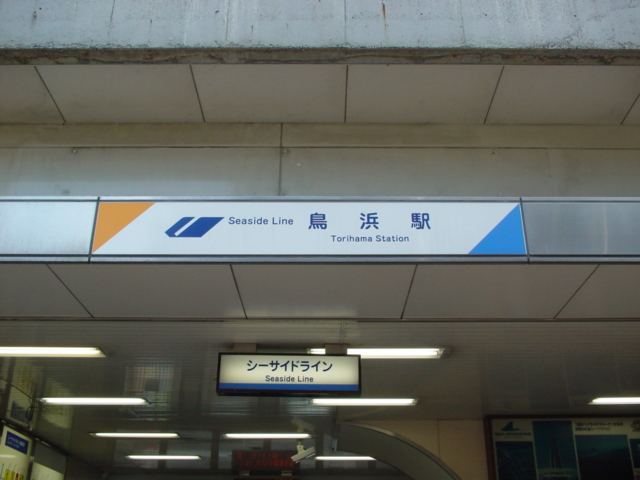 Seaside Line 鳥浜駅
Torihama Station
シーサイドライン
Seaside Line